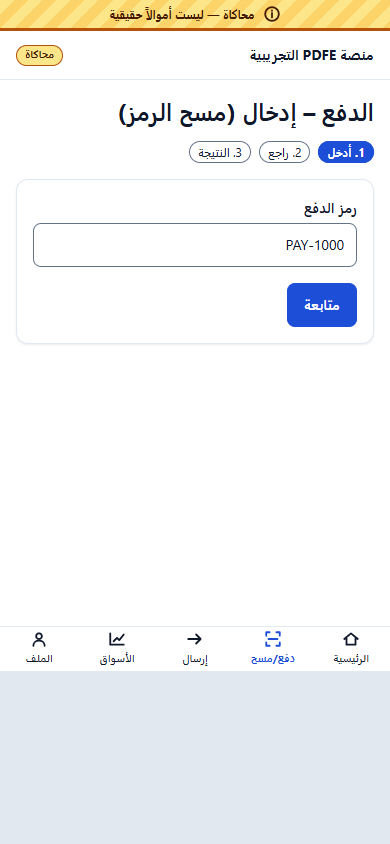 محاكاة — ليست أموالاً حقيقية
منصة PDFE التجريبية
محاكاة
الدفع – إدخال (مسح الرمز)
1. أدخل
2. راجع
3. النتيجة
رمز الدفع
PAY-1000
متابعة
الرئيسية
دفع/مسح
إرسال
الأسواق
الملف